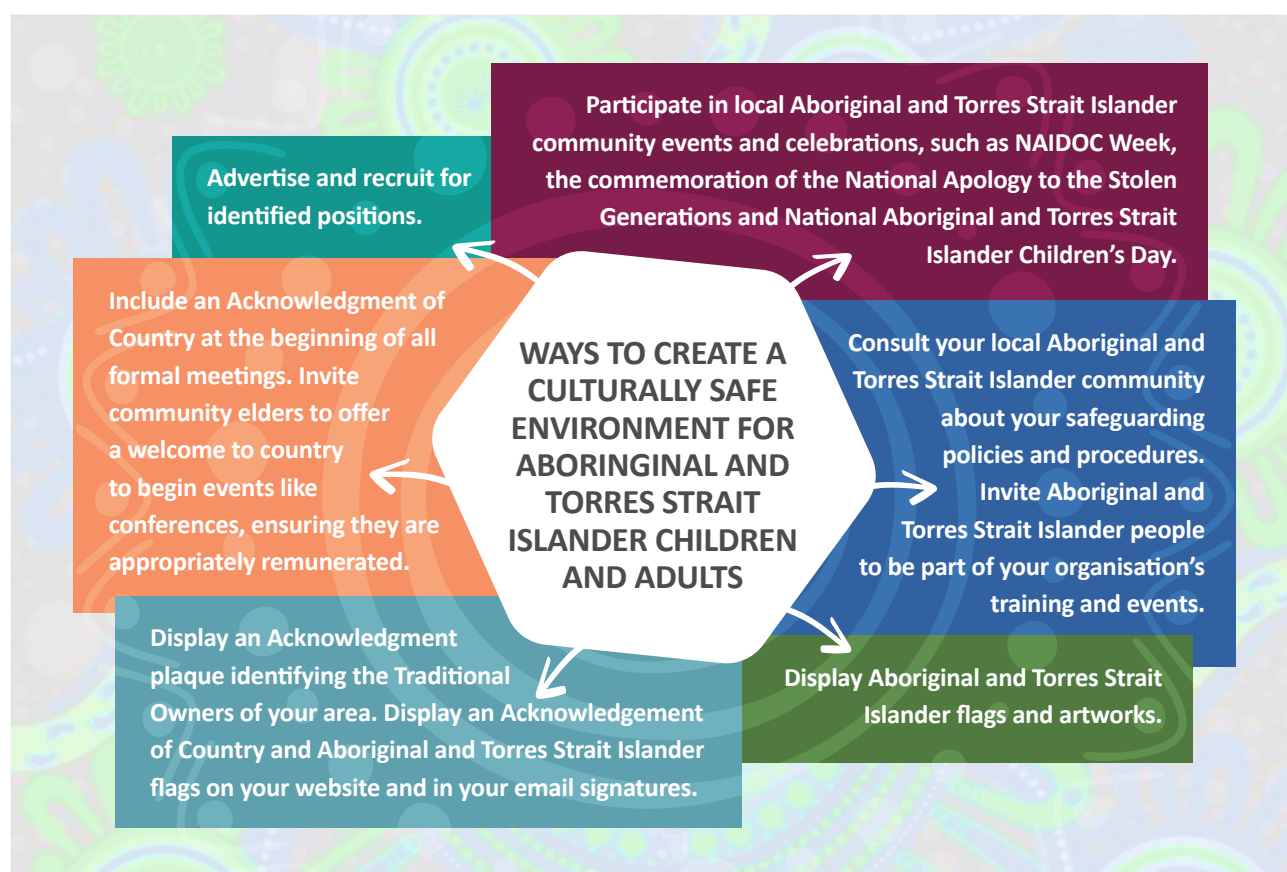 Participate in local Aboriginal and Torres Strait Islander
community events and celebrations, such as NAIDOC Week,
the commemoration of the National Apology to the Stolen
Generations and National Aboriginal and Torres Strait
Islander Children’s Day.
Advertise and recruit for
identified positions.
Include an Acknowledgment of
Country at the beginning of all
formal meetings. Invite
community elders to offer
a welcome to country
to begin events like
conferences, ensuring they are
appropriately remunerated.
WAYS TO CREATE A
CULTURALLY SAFE
ENVIRONMENT FOR
ABORINGINAL AND
TORRES STRAIT
ISLANDER CHILDREN
AND ADULTS
Consult your local Aboriginal and
Torres Strait Islander community
about your safeguarding
policies and procedures.
Invite Aboriginal and
Torres Strait Islander people
to be part of your organisation’s
training and events.
Display an Acknowledgment
plaque identifying the Traditional
Owners of your area. Display an Acknowledgement
of Country and Aboriginal and Torres Strait Islander
flags on your website and in your email signatures.
Display Aboriginal and Torres Strait
Islander flags and artworks.